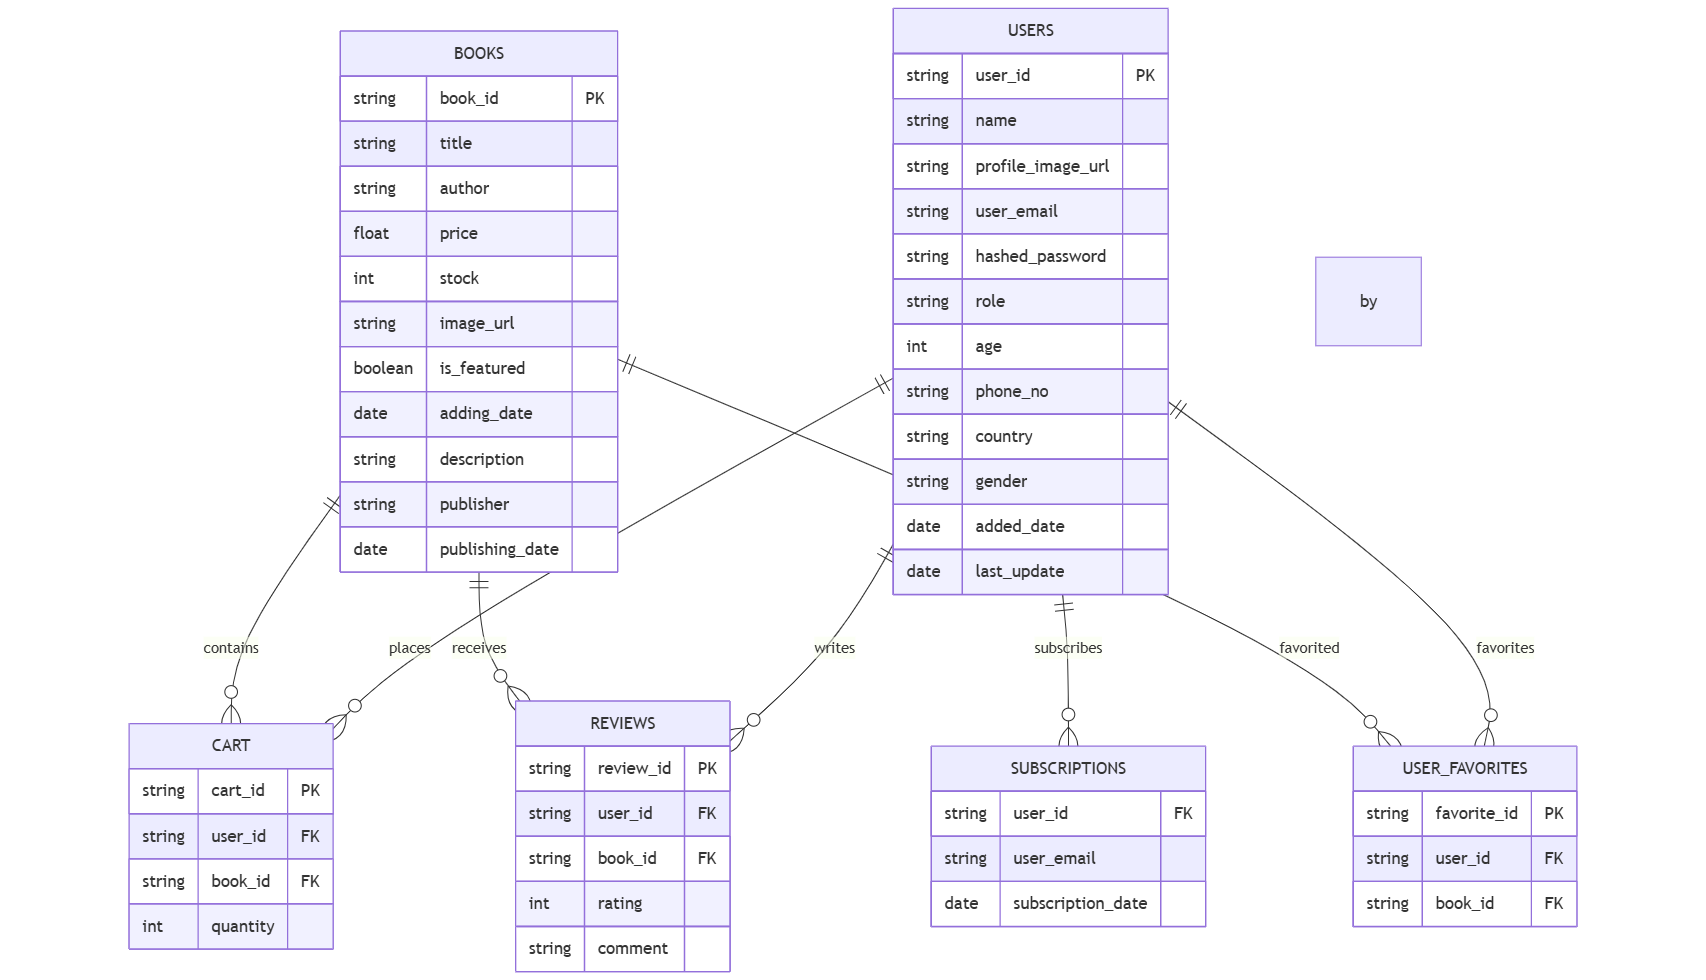 BOOKS
string book_id PK
string title
string author
float price
int stock
string image_url
boolean is_featured
date adding_date
string description
string publisher
date publishing_date
USERS
string user_id PK
string name
string profile_image_url
string user_email
string hashed_password
string role
int age
string phone_no
string country
string gender
date added_date
date last_update
by
contains
places
receives
writes
subscribes
favorited
favorites
CART
string cart_id PK
string user_id FK
string book_id FK
int quantity
REVIEWS
string review_id PK
string user_id FK
string book_id FK
int rating
string comment
SUBSCRIPTIONS
string user_id FK
string user_email
date subscription_date
USER_FAVORITES
string favorite_id PK
string user_id FK
string book_id FK